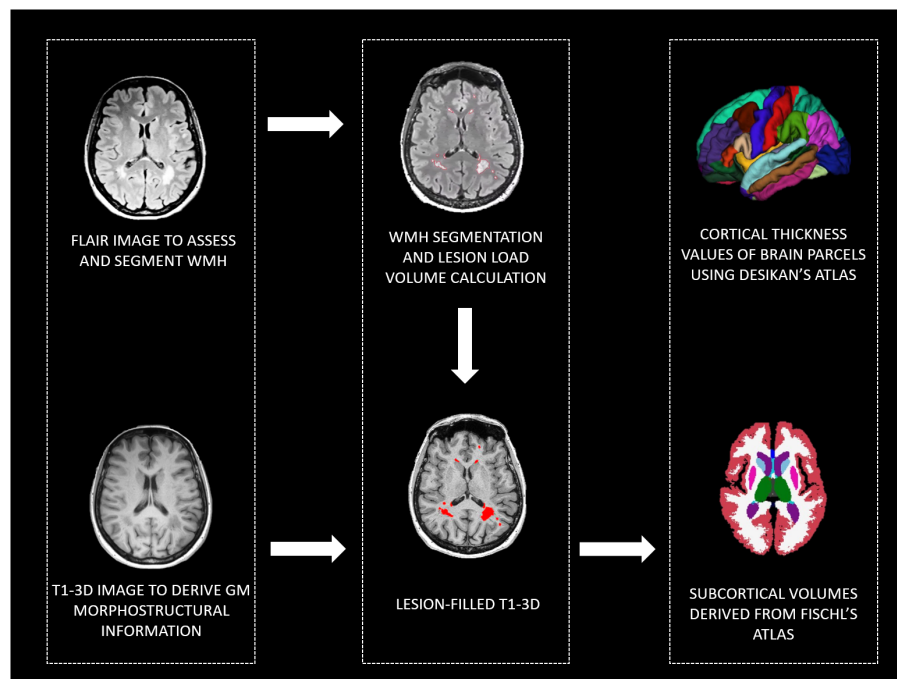 FLAIR IMAGE TO ASSESS
AND SEGMENT WMH
WMH SEGMENTATION
AND LESION LOAD
VOLUME CALCULATION
CORTICAL THICKNESS
VALUES OF BRAIN PARCELS
USING DESIKAN'S ATLAS
T1-3D IMAGE TO DERIVE GM
MORPHOSTRUCTURAL
INFORMATION
LESION-FILLED T1-3D
SUBCORTICAL VOLUMES
DERIVED FROM FISCHL'S
ATLAS